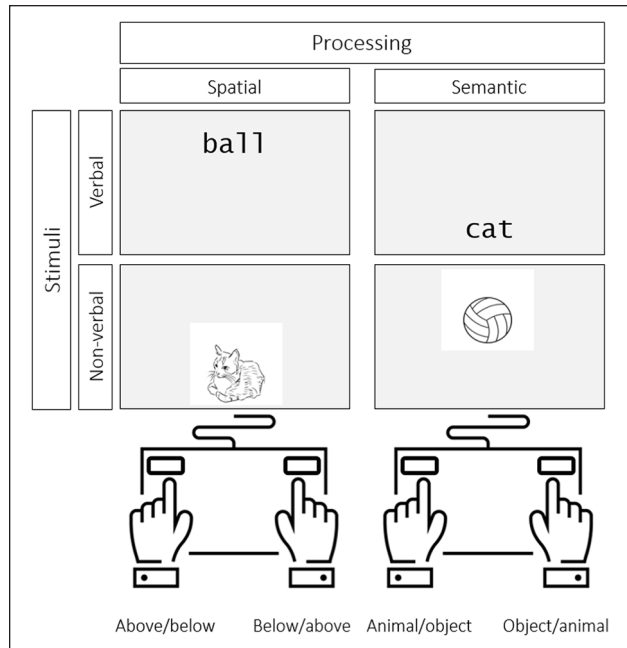 Processing
Spatial
Semantic
Stimuli
Verbal
ball
cat
Non-verbal
Above/below
Below/above
Animal/object
Object/animal